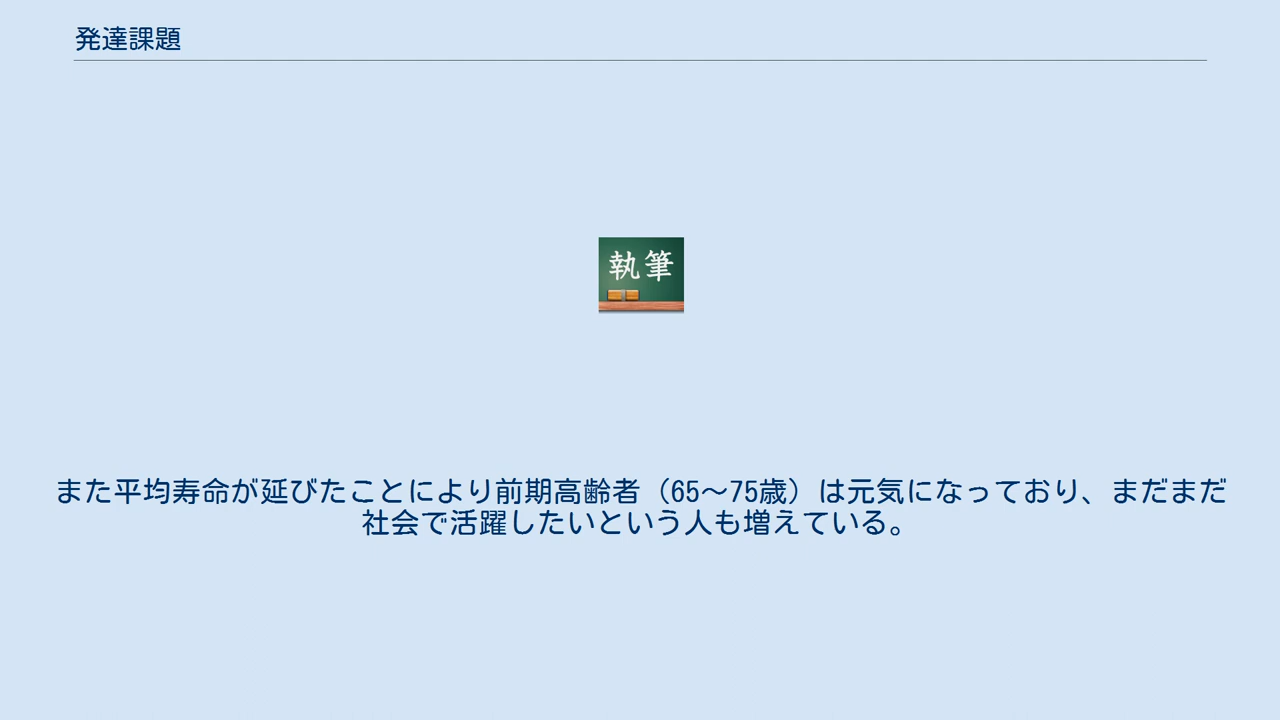 発達課題
執筆
また平均寿命が延びたことにより前期高齢者（65～75歳）は元気になっており、まだまだ
社会で活躍したいという人も増えている。